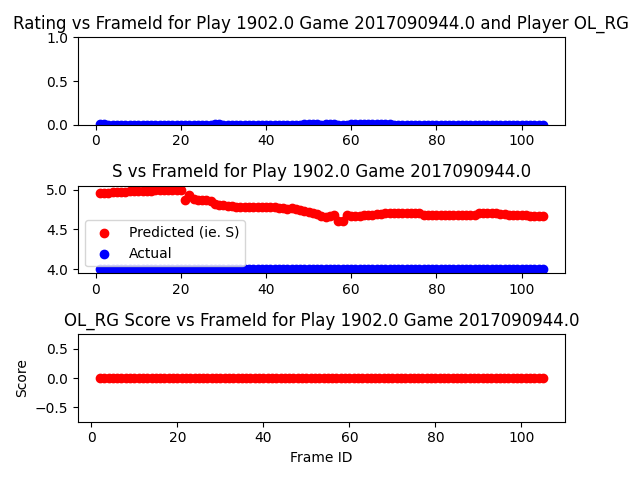 Rating vs FrameId for Play 1902.0 Game 2017090944.0 and Player OL_RG
1.0
0.5
0.0
0 20 40 60 80 100
S vs FrameId for Play 1902.0 Game 2017090944.0
5.0
4.5
4.0
Predicted (ie. S)
Actual
0 20 40 60 80 100
OL_RG Score vs FrameId for Play 1902.0 Game 2017090944.0
Score
0.5
0.0
−0.5
0 20 40 60 80 100
Frame ID